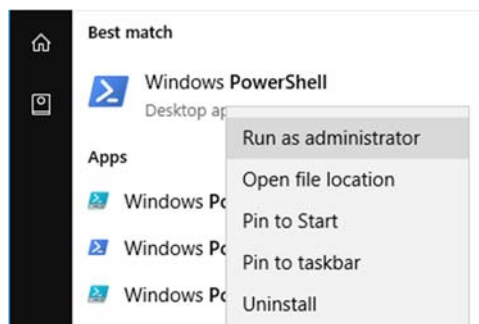 Best match
Windows PowerShell
Desktop ap
Run as administrator
Apps
Open file location
Windows Po
Pin to Start
Windows Po
Pin to taskbar
Windows Po
Uninstall